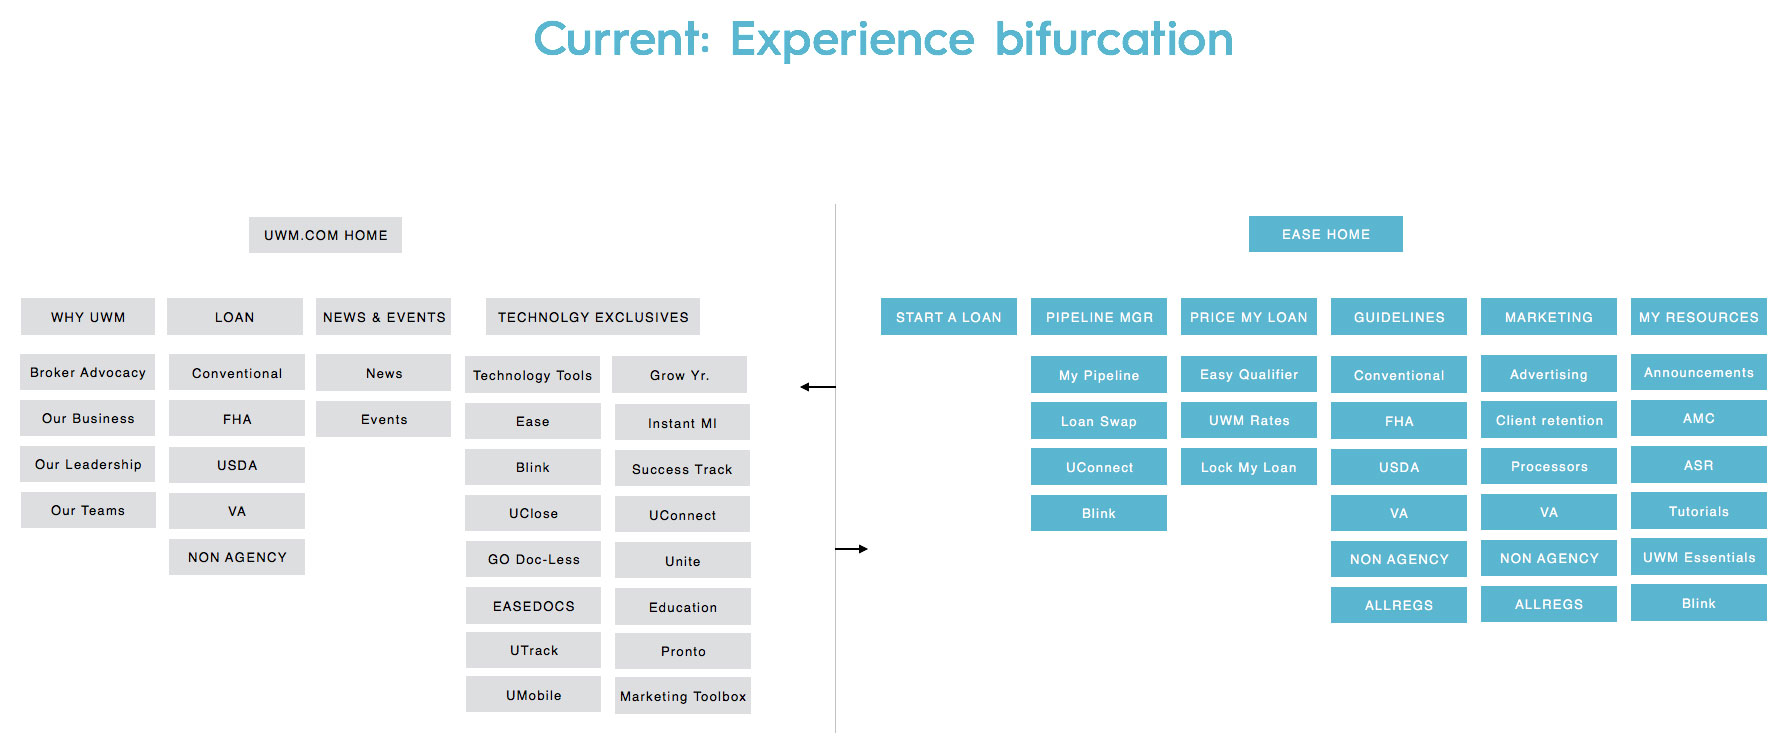 Current: Experience bifurcation
UWM.COM HOME
WHY UWM
Broker Advocacy
Our Business
Our Leadership
Our Teams
LOAN
Conventional
FHA
USDA
VA
NON AGENCY
NEWS & EVENTS
News
Events
TECHNOLGY EXCLUSIVES
Technology Tools
Ease
Blink
UClose
GO Doc-Less
EASEDOCS
UTrack
UMobile
Grow Yr.
Instant MI
Success Track
UConnect
Unite
Education
Pronto
Marketing Toolbox
EASE HOME
START A LOAN
PIPELINE MGR
My Pipeline
Loan Swap
UConnect
Blink
PRICE MY LOAN
Easy Qualifier
UWM Rates
Lock My Loan
GUIDELINES
Conventional
FHA
USDA
VA
NON AGENCY
ALLREGS
MARKETING
Advertising
Client retention
Processors
VA
NON AGENCY
ALLREGS
MY RESOURCES
Announcements
AMC
ASR
Tutorials
UWM Essentials
Blink